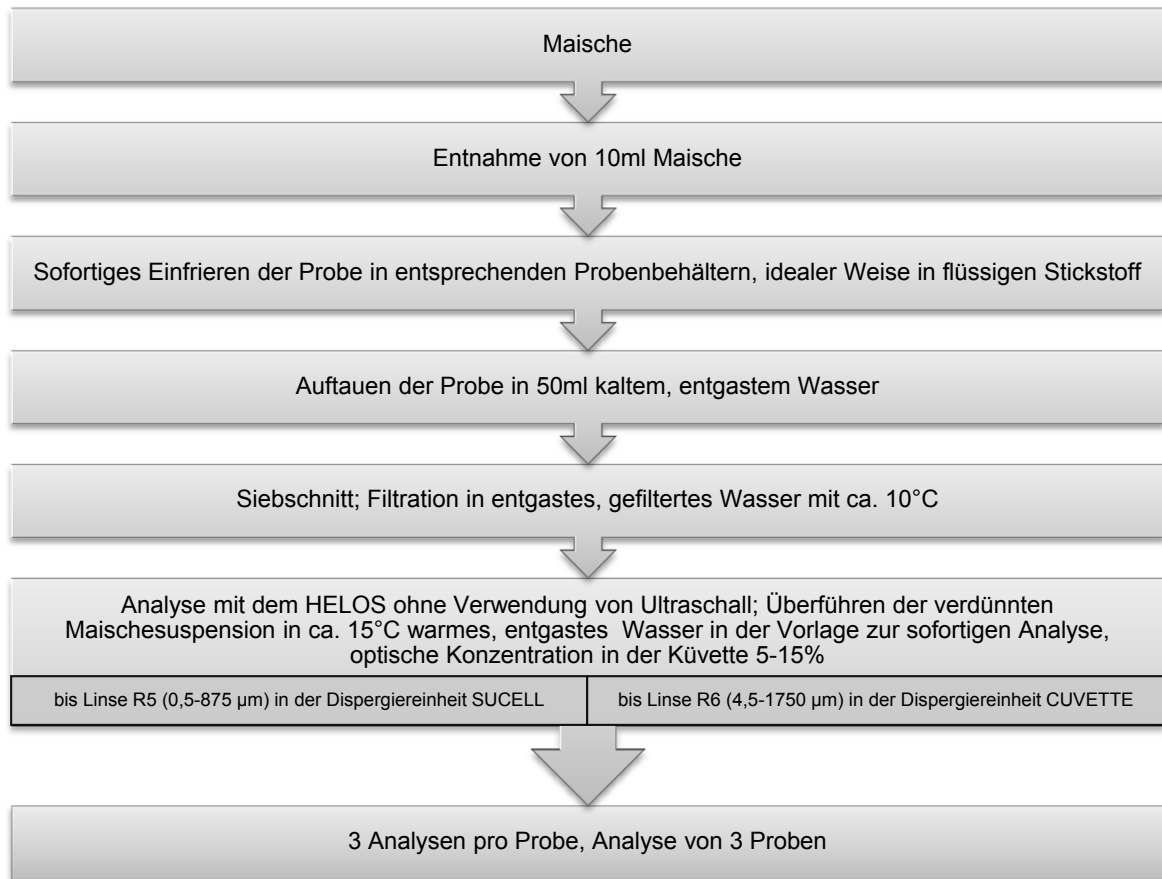 Maische
Entnahme von 10ml Maische
Sofortiges Einfrieren der Probe in entsprechenden Probenbehältern, idealer Weise in flüssigen Stickstoff
Auftauen der Probe in 50ml kaltem, entgastem Wasser
Siebschnitt; Filtration in entgastes, gefiltertes Wasser mit ca. 10°C
Analyse mit dem HELOS ohne Verwendung von Ultraschall; Überführen der verdünnten
Maischesuspension in ca. 15°C warmes, entgastes  Wasser in der Vorlage zur sofortigen Analyse,
optische Konzentration in der Küvette 5-15%
bis Linse R5 (0,5-875 µm) in der Dispergiereinheit SUCELL
bis Linse R6 (4,5-1750 µm) in der Dispergiereinheit CUVETTE
3 Analysen pro Probe, Analyse von 3 Proben